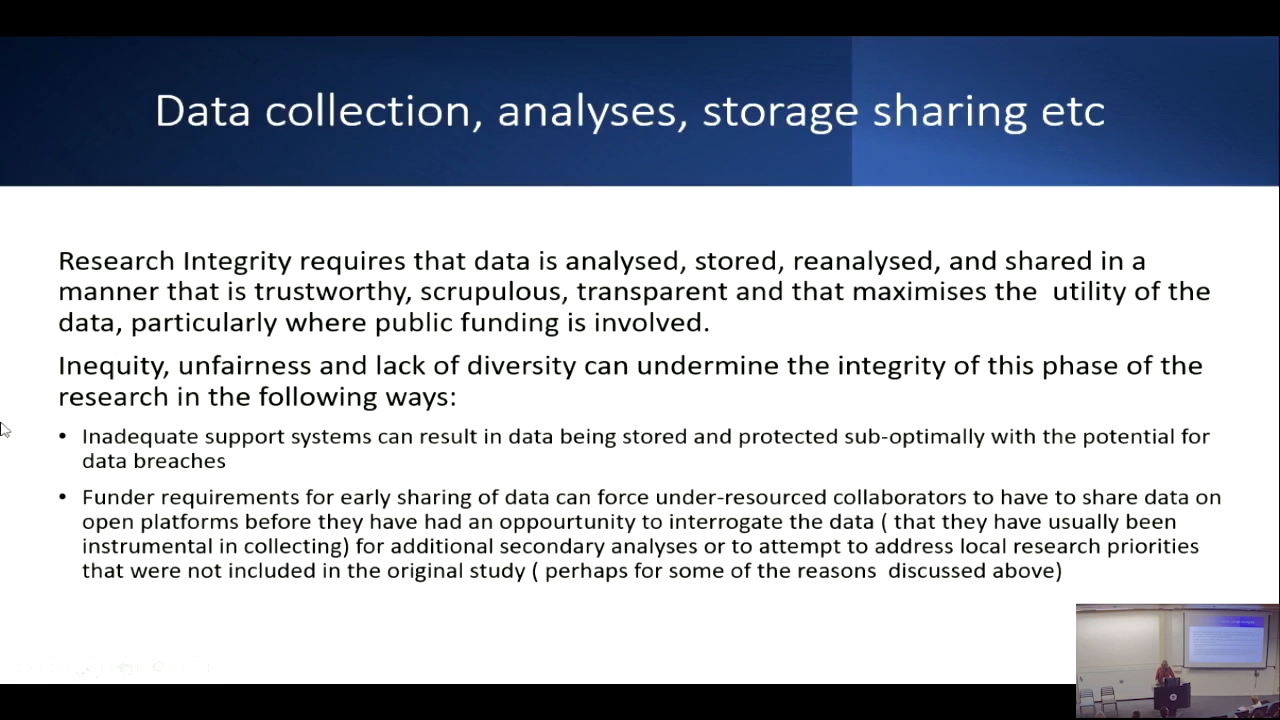 Data collection, analyses, storage sharing etc
Research Integrity requires that data is analysed, stored, reanalysed, and shared in a
manner that is trustworthy, scrupulous, transparent and that maximises the  utility of the
data, particularly where public funding is involved.
Inequity, unfairness and lack of diversity can undermine the integrity of this phase of the
research in the following ways:
• Inadequate support systems can result in data being stored and protected sub-optimally with the potential for
data breaches
• Funder requirements for early sharing of data can force under-resourced collaborators to have to share data on
open platforms before they have had an oppourtunity to interrogate the data ( that they have usually been
instrumental in collecting) for additional secondary analyses or to attempt to address local research priorities
that were not included in the original study ( perhaps for some of the reasons  discussed above)